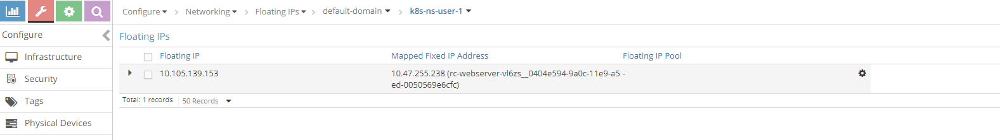 Configure Networking Floating IPs default-domain k8s-ns-user-1
Configure
Infrastructure
Security
Tags
Physical Devices
Floating IPs
Floating IP Mapped Fixed IP Address Floating IP Pool
10.105.139.153 10.47.255.238 (rc-webserver-vl6zs__0404e594-9a0c-11e9-a5 -
ed-0050569e6cfc)
Total: 1 records 50 Records